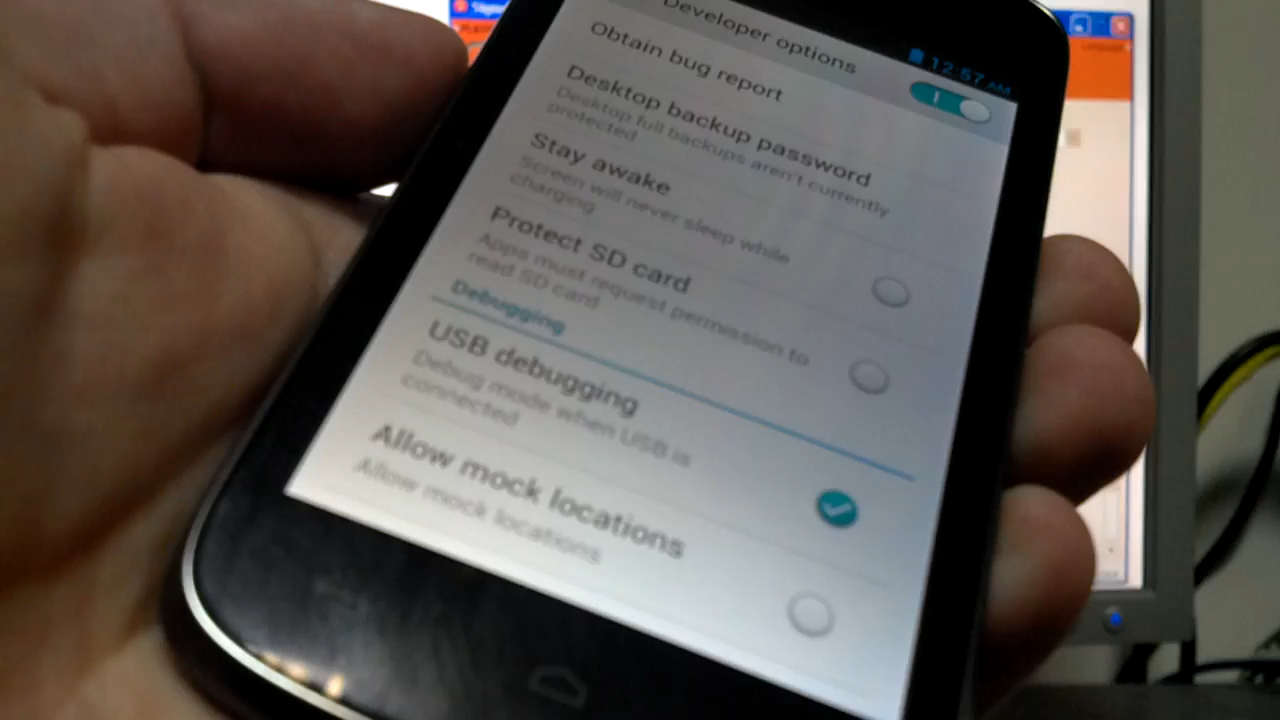 12:57 AM
Developer options
Obtain bug report
Desktop backup password
Desktop full backups aren't currently
protected
Stay awake
Screen will never sleep while
charging
Protect SD card
Apps must request permission to
read SD card
Debugging
USB debugging
Debug mode when USB is
connected
Allow mock locations
Allow mock locations